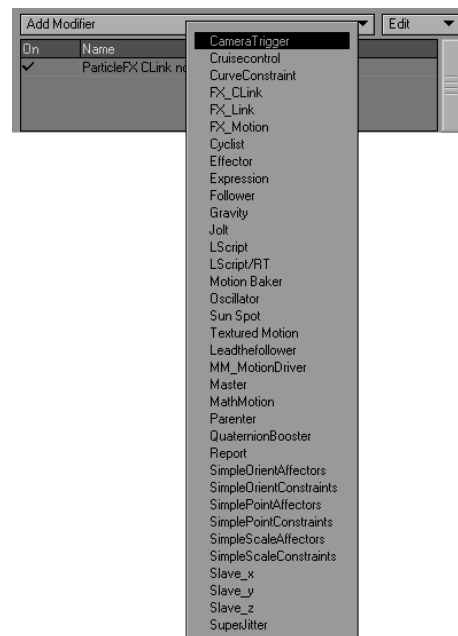 Add Modifier
Edit
On Name
ParticleFX CLink
CameraTrigger
Cruisecontrol
CurveConstraint
FX_CLink
FX_Link
FX_Motion
Cyclist
Effector
Expression
Follower
Gravity
Jolt
LScript
LScript/RT
Motion Baker
Oscillator
Sun Spot
Textured Motion
Leadthefollower
MM_MotionDriver
Master
MathMotion
Parenter
QuaternionBooster
Report
SimpleOrientAffectors
SimpleOrientConstraints
SimplePointAffectors
SimplePointConstraints
SimpleScaleAffectors
SimpleScaleConstraints
Slave_x
Slave_y
Slave_z
SuperJitter